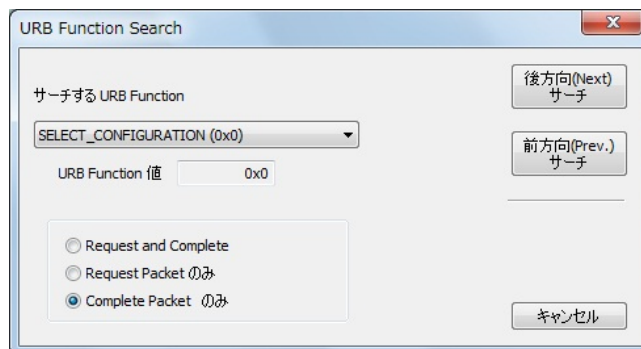 URB Function Search
サーチする URB Function
SELECT_CONFIGURATION (0x0)
URB Function 値 0x0
Request and Complete
Request Packet のみ
Complete Packet のみ
後方向(Next)
サーチ
前方向(Prev.)
サーチ
キャンセル